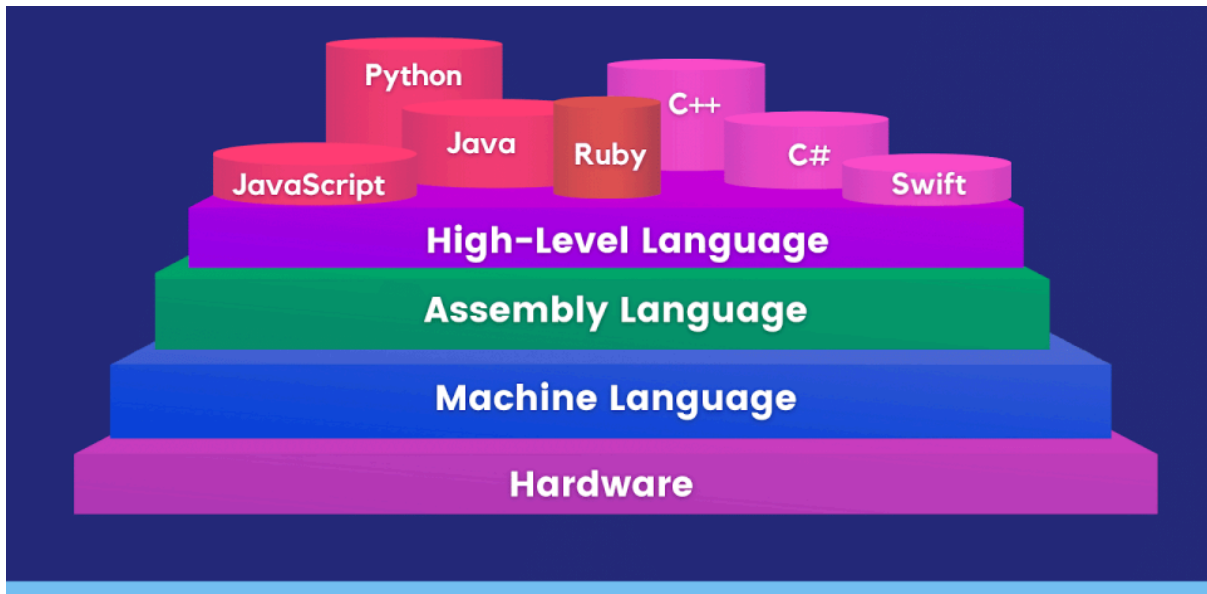 Python
C++
Java
Ruby
C#
JavaScript
Swift
High-Level Language
Assembly Language
Machine Language
Hardware